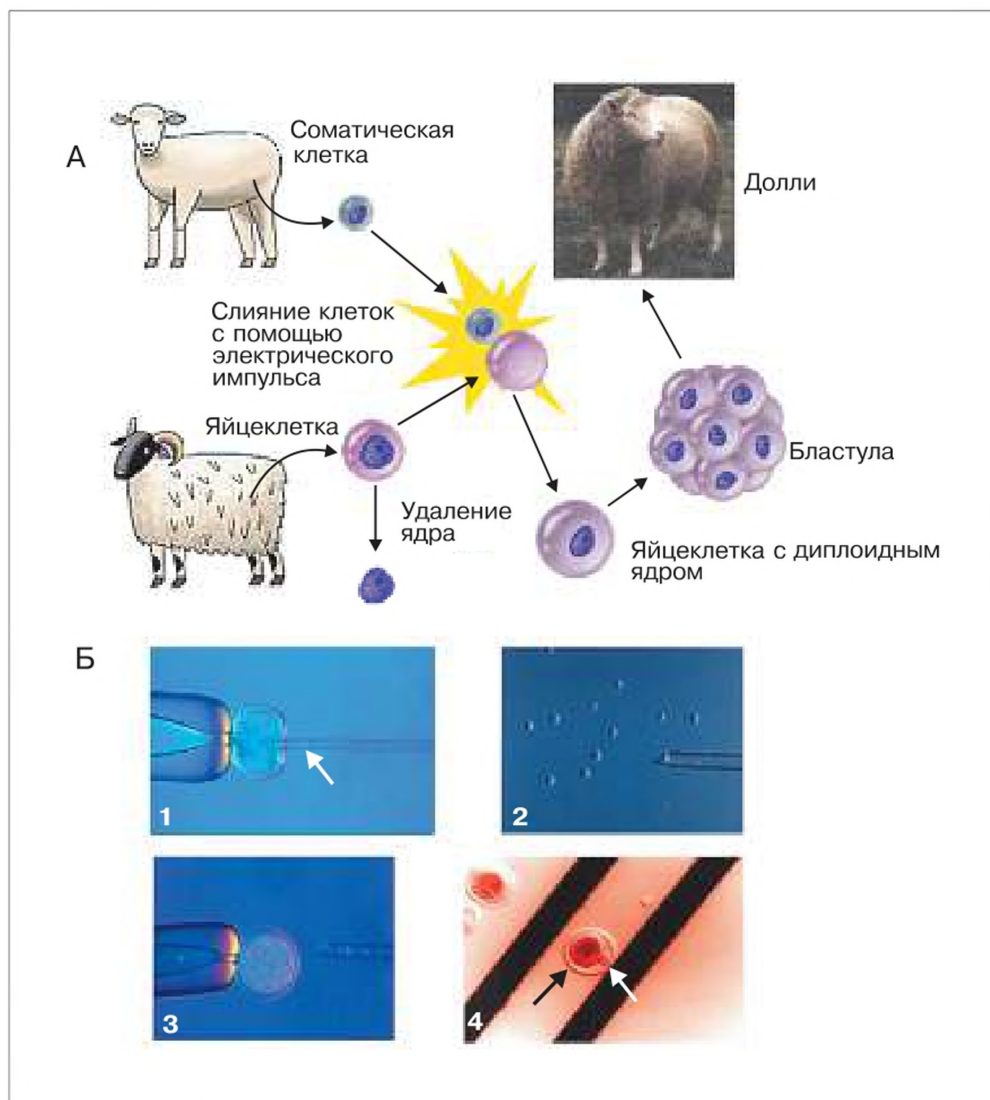 А
Соматическая
клетка
Долли
Слияние клеток
с помощью
электрического
импульса
Яйцеклетка
Бластула
Удаление
ядра
Яйцеклетка с диплоидным
ядром
Б
1
2
3
4